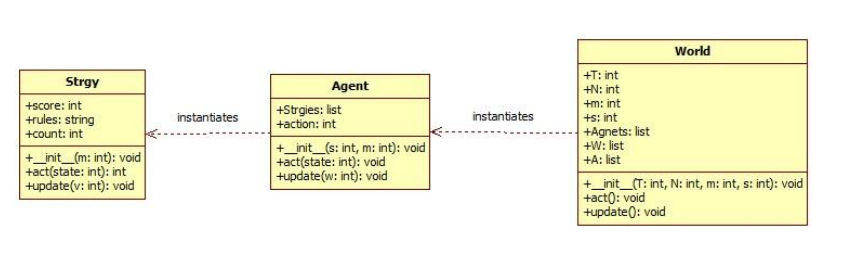 Strgy
+score: int
+rules: string
+count: int
+__init__(m: int): void
+act(state: int): int
+update(v: int): void
instantiates
Agent
+Strgies: list
+action: int
+__init__(s: int, m: int): void
+act(state: int): void
+update(w: int): void
instantiates
World
+T: int
+N: int
+m: int
+s: int
+Agnets: list
+W: list
+A: list
+__init__(T: int, N: int, m: int, s: int): void
+act(): void
+update(): void